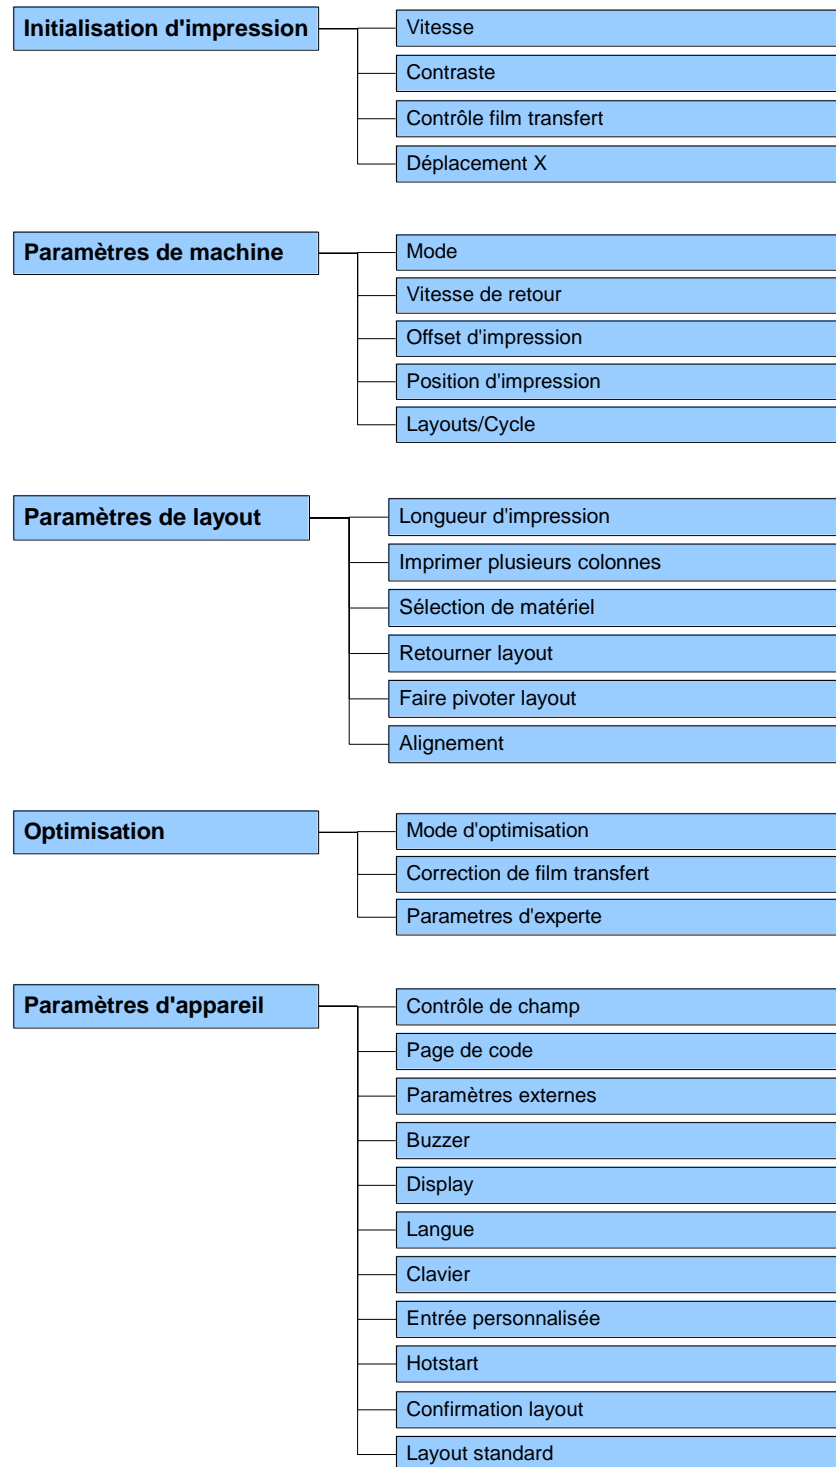 Initialisation d'impression
Vitesse
Contraste
Contrôle film transfert
Déplacement X
Paramètres de machine
Mode
Vitesse de retour
Offset d'impression
Position d'impression
Layouts/Cycle
Paramètres de layout
Longueur d'impression
Imprimer plusieurs colonnes
Sélection de matériel
Retourner layout
Faire pivoter layout
Alignement
Optimisation
Mode d'optimisation
Correction de film transfert
Parametres d'experte
Paramètres d'appareil
Contrôle de champ
Page de code
Paramètres externes
Buzzer
Display
Langue
Clavier
Entrée personnalisée
Hotstart
Confirmation layout
Layout standard